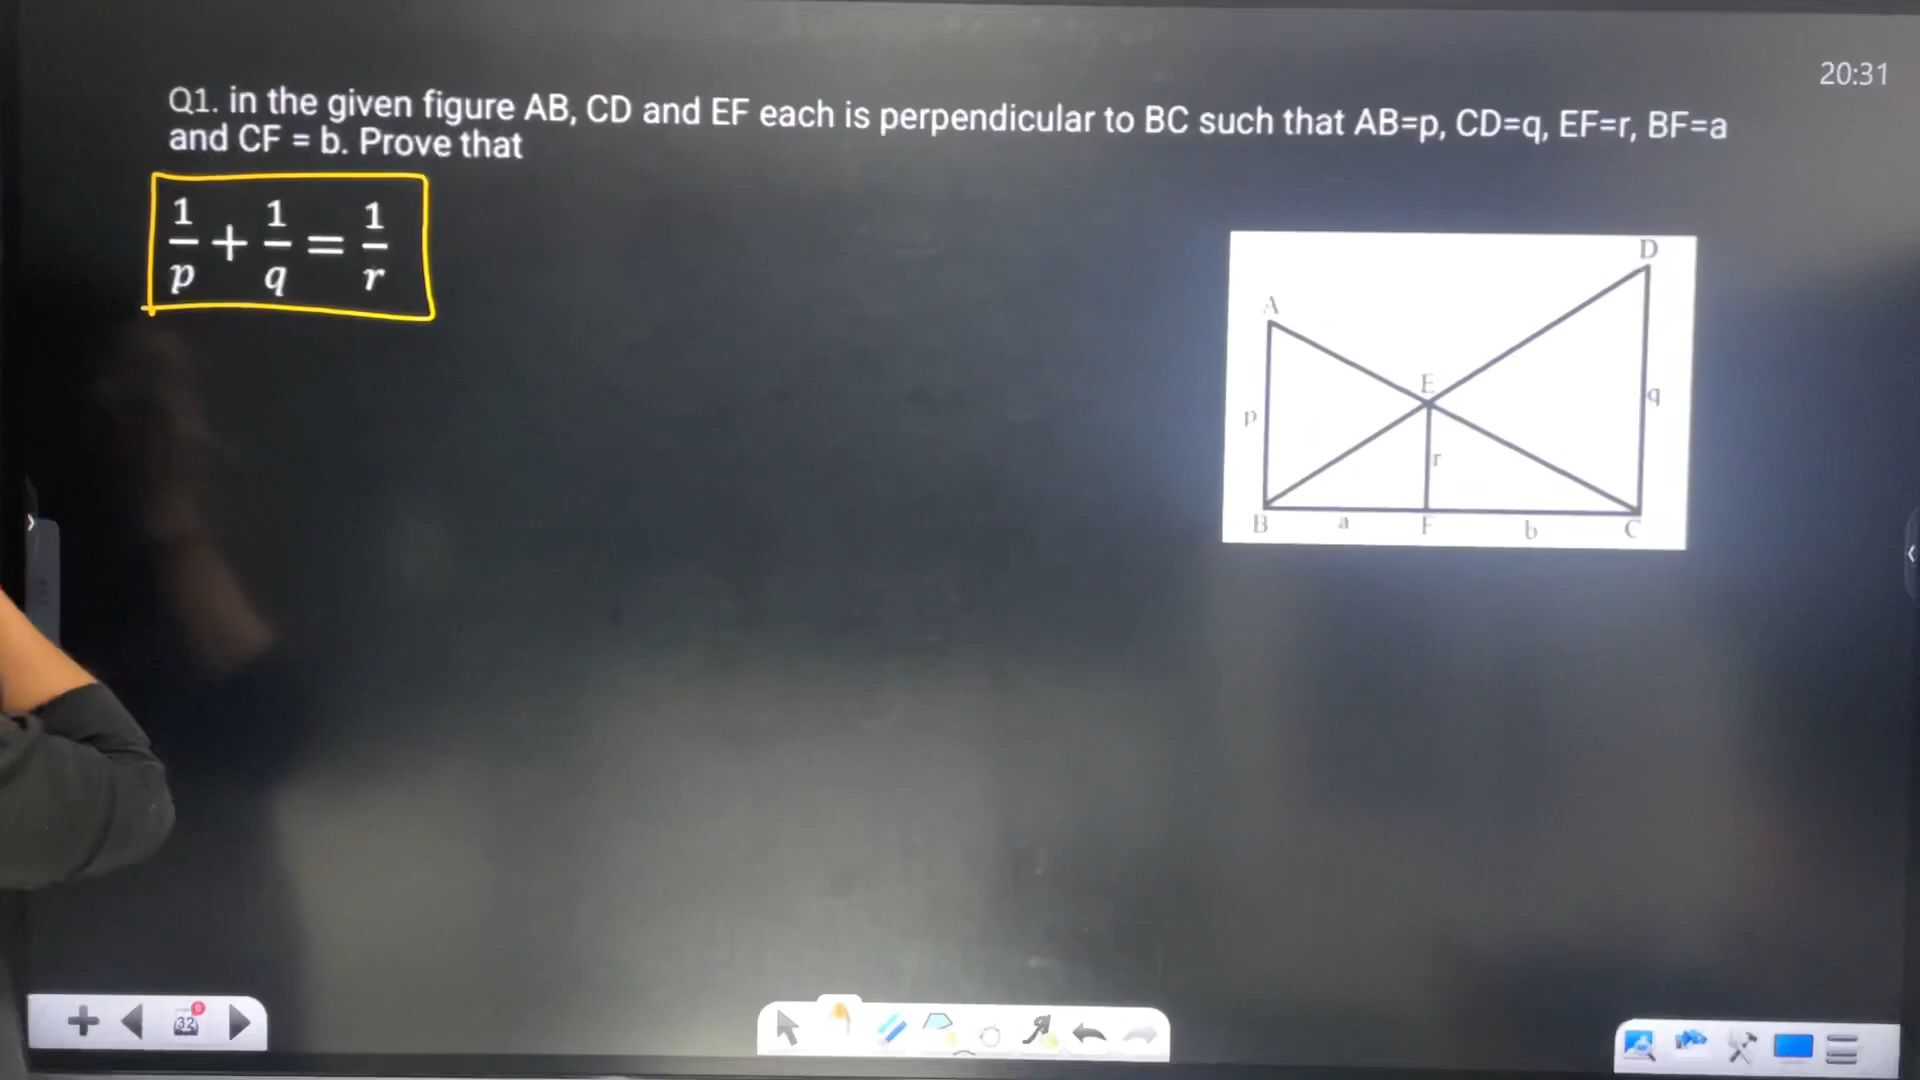 20:31
Q1. in the given figure AB, CD and EF each is perpendicular to BC such that AB=p, CD=q, EF=r, BF=a
and CF = b. Prove that
1/p + 1/q = 1/r
D
A
E
p
q
r
B a F b C
32